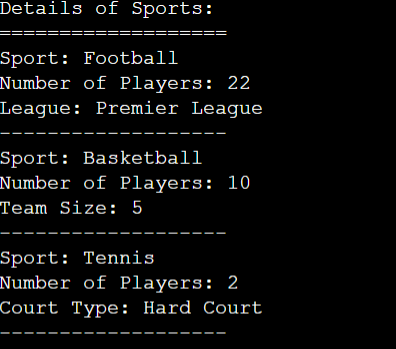 Details of Sports:
===================
Sport: Football
Number of Players: 22
League: Premier League
-------------------
Sport: Basketball
Number of Players: 10
Team Size: 5
-------------------
Sport: Tennis
Number of Players: 2
Court Type: Hard Court
-------------------